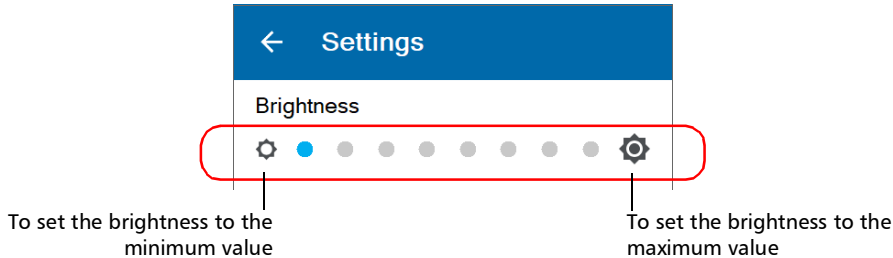 Settings
Brightness
To set the brightness to the
minimum value
To set the brightness to the
maximum value